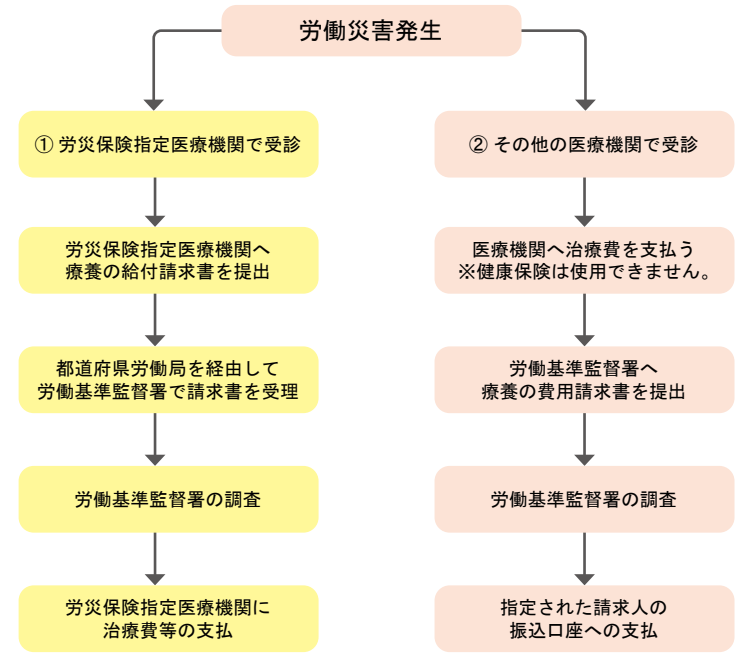 労働災害発生
① 労災保険指定医療機関で受診
労災保険指定医療機関へ
療養の給付請求書を提出
都道府県労働局を経由して
労働基準監督署で請求書を受理
労働基準監督署の調査
労災保険指定医療機関に
治療費等の支払
② その他の医療機関で受診
医療機関へ治療費を支払う
※健康保険は使用できません。
労働基準監督署へ
療養の費用請求書を提出
労働基準監督署の調査
指定された請求人の
振込口座への支払